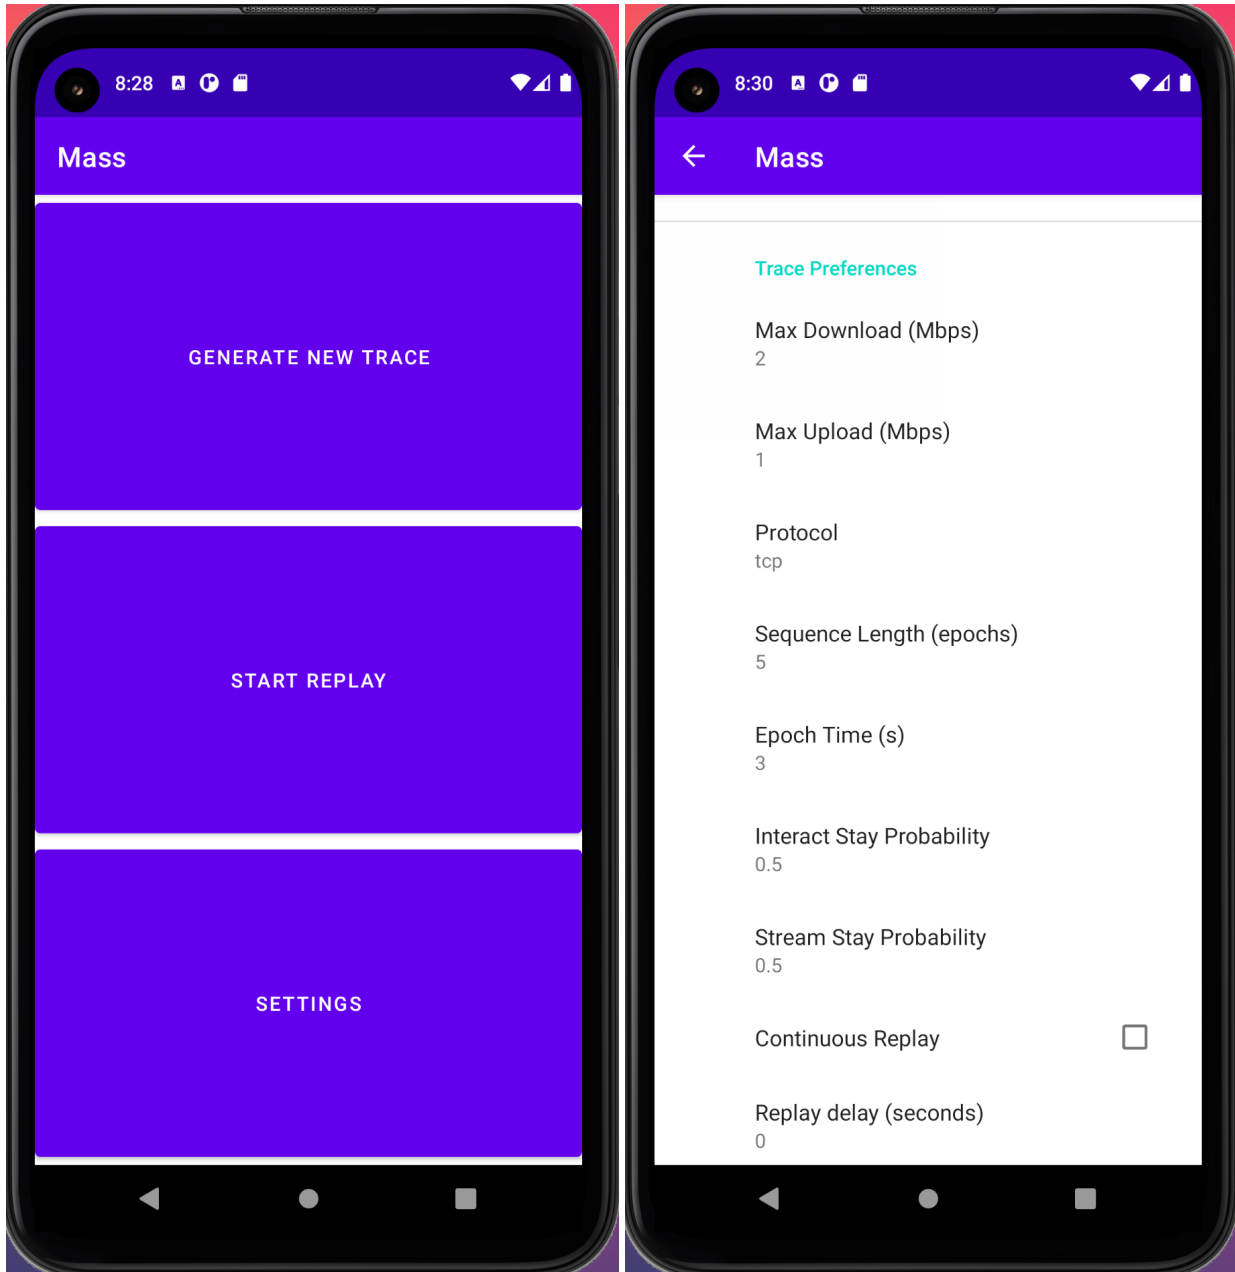 8:28
Mass
GENERATE NEW TRACE
START REPLAY
SETTINGS
8:30
Mass
Trace Preferences
Max Download (Mbps)
2
Max Upload (Mbps)
1
Protocol
tcp
Sequence Length (epochs)
5
Epoch Time (s)
3
Interact Stay Probability
0.5
Stream Stay Probability
0.5
Continuous Replay
Replay delay (seconds)
0